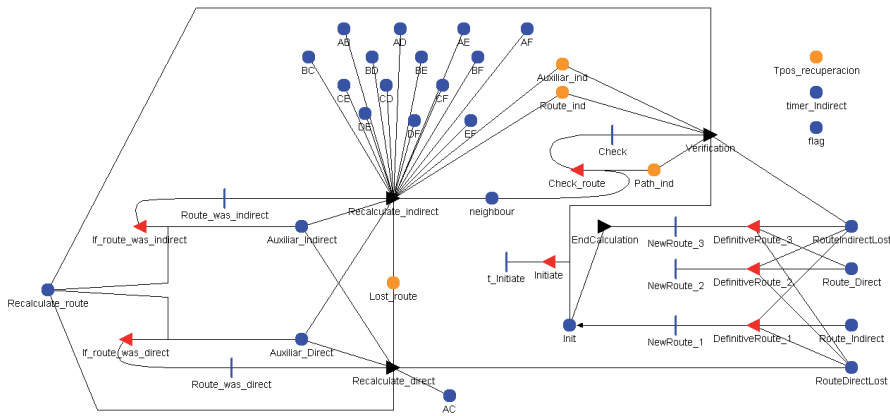 AB
AD
AE
AF
BC
BD
BE
BF
Auxiliar_ind
Tpos_recuperacion
CE
CD
CF
Route_ind
timer_Indirect
DE
DF
EF
flag
Check
Verification
Check_route
Path_ind
Route_was_indirect
Recalculate_indirect
neighbour
If_route_was_indirect
Auxiliar_Indirect
EndCalculation
NewRoute_3
DefinitiveRoute_3
RouteIndirectLost
t_Initiate
Initiate
Recalculate_route
Lost_route
NewRoute_2
DefinitiveRoute_2
Route_Direct
If_route_was_direct
Auxiliar_Direct
Init
NewRoute_1
DefinitiveRoute_1
Route_Indirect
Route_was_direct
Recalculate_direct
RouteDirectLost
AC